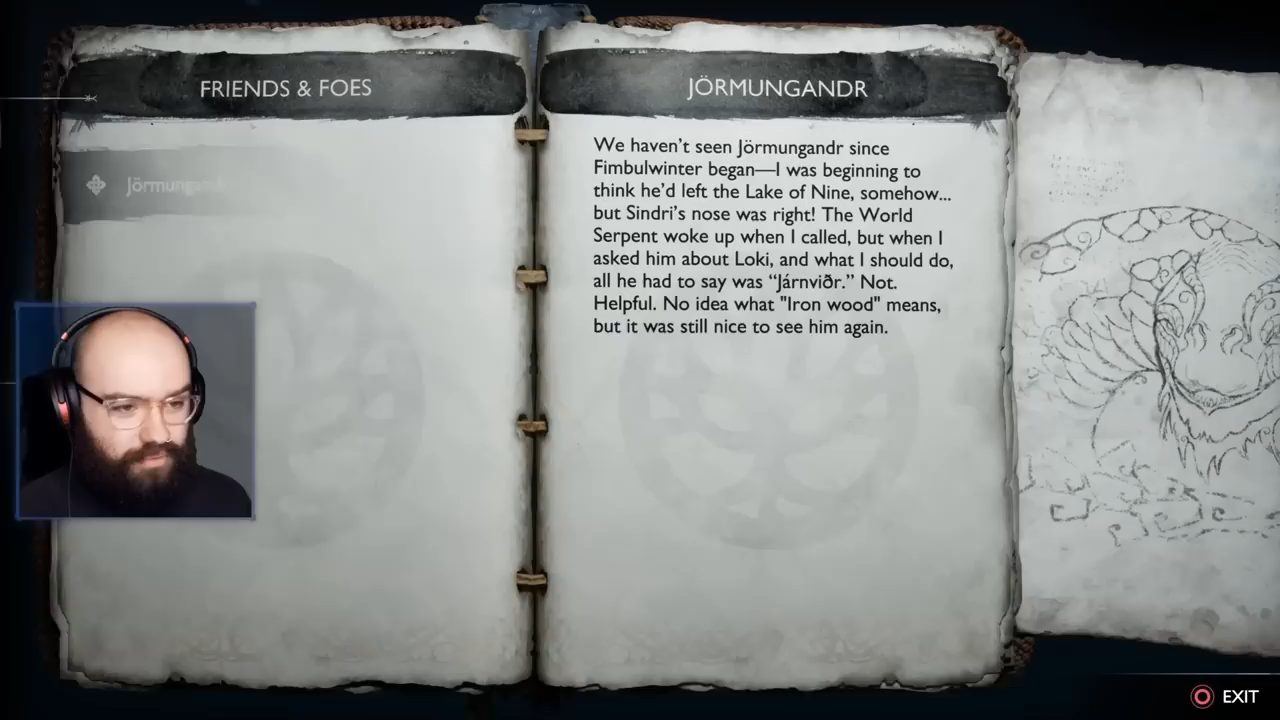 FRIENDS & FOES
Jörmungandr
JÖRMUNGANDR
We haven't seen Jörmungandr since
Fimbulwinter began—I was beginning to
think he'd left the Lake of Nine, somehow...
but Sindri's nose was right! The World
Serpent woke up when I called, but when I
asked him about Loki, and what I should do,
all he had to say was “Járnviðr.” Not.
Helpful. No idea what "Iron wood" means,
but it was still nice to see him again.
EXIT